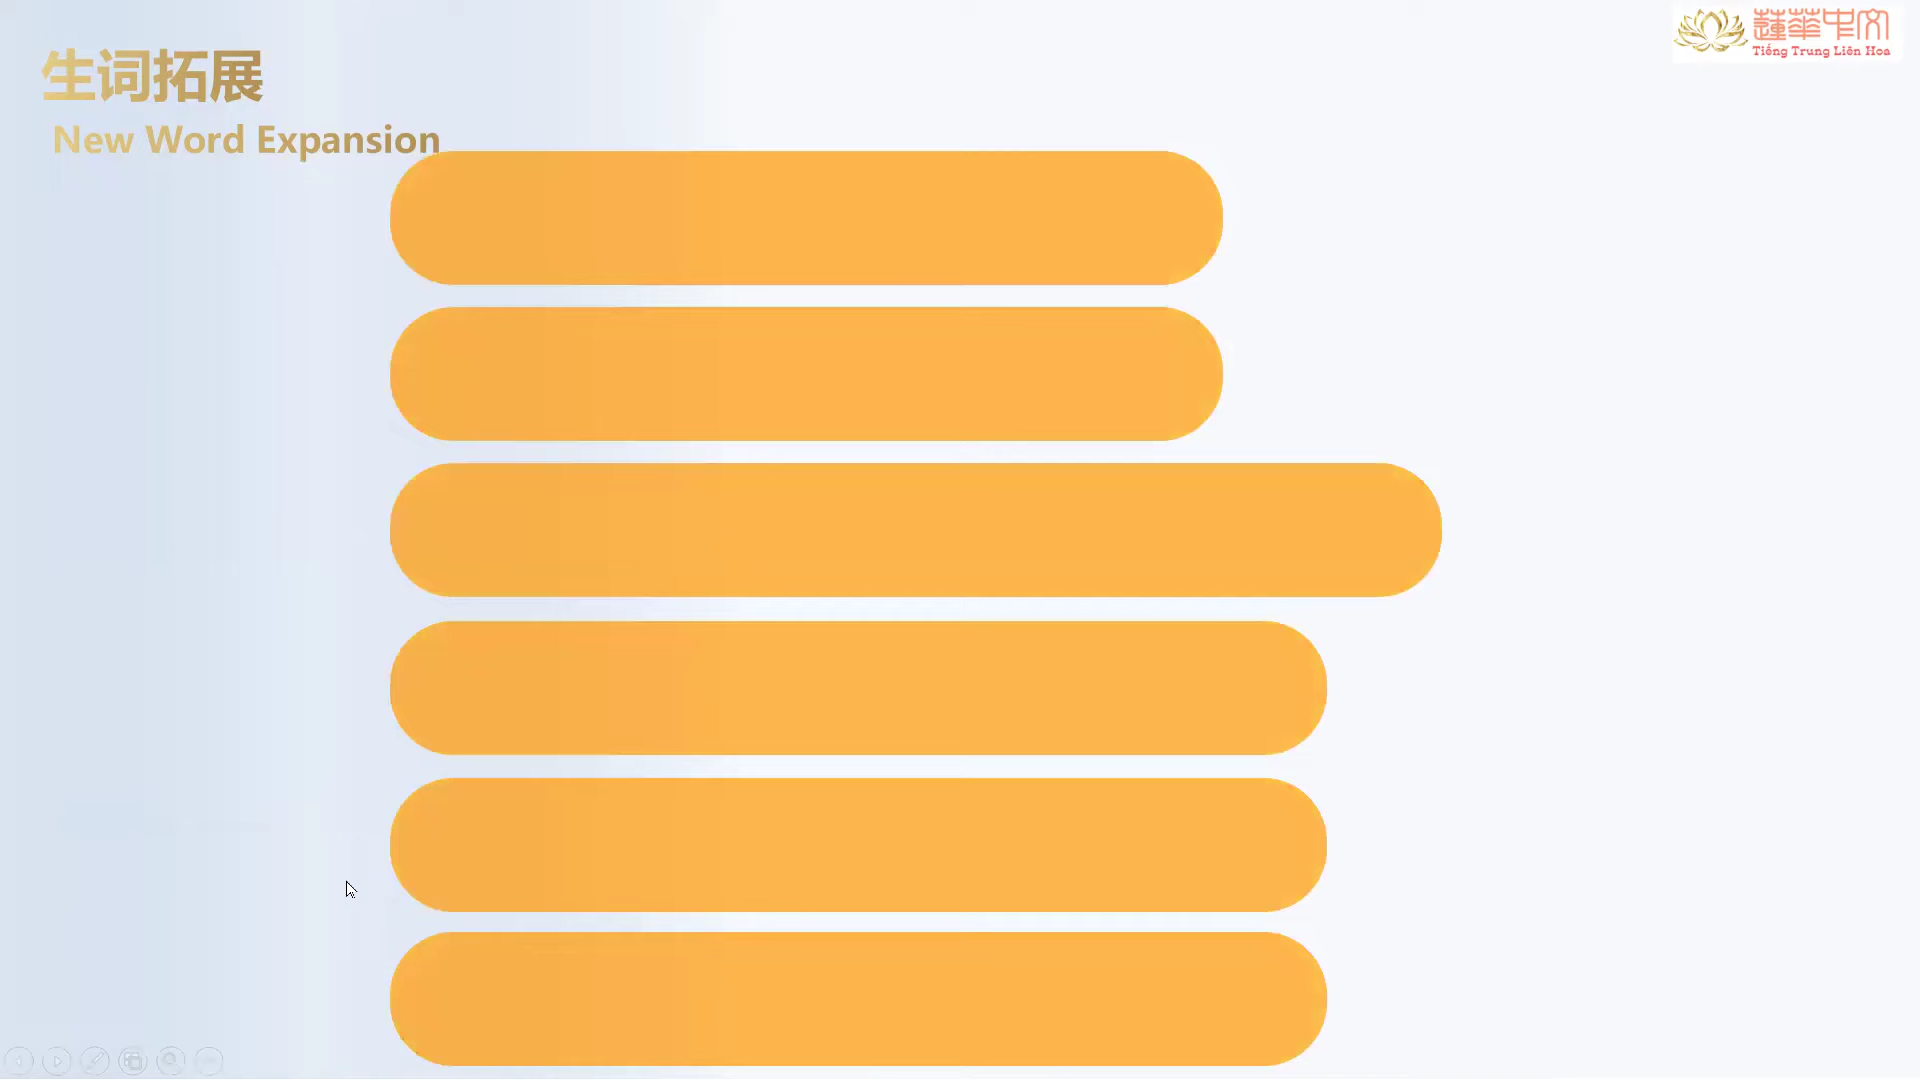 生词拓展
New Word Expansion
蓮華中文
Tiếng Trung Liên Hoa